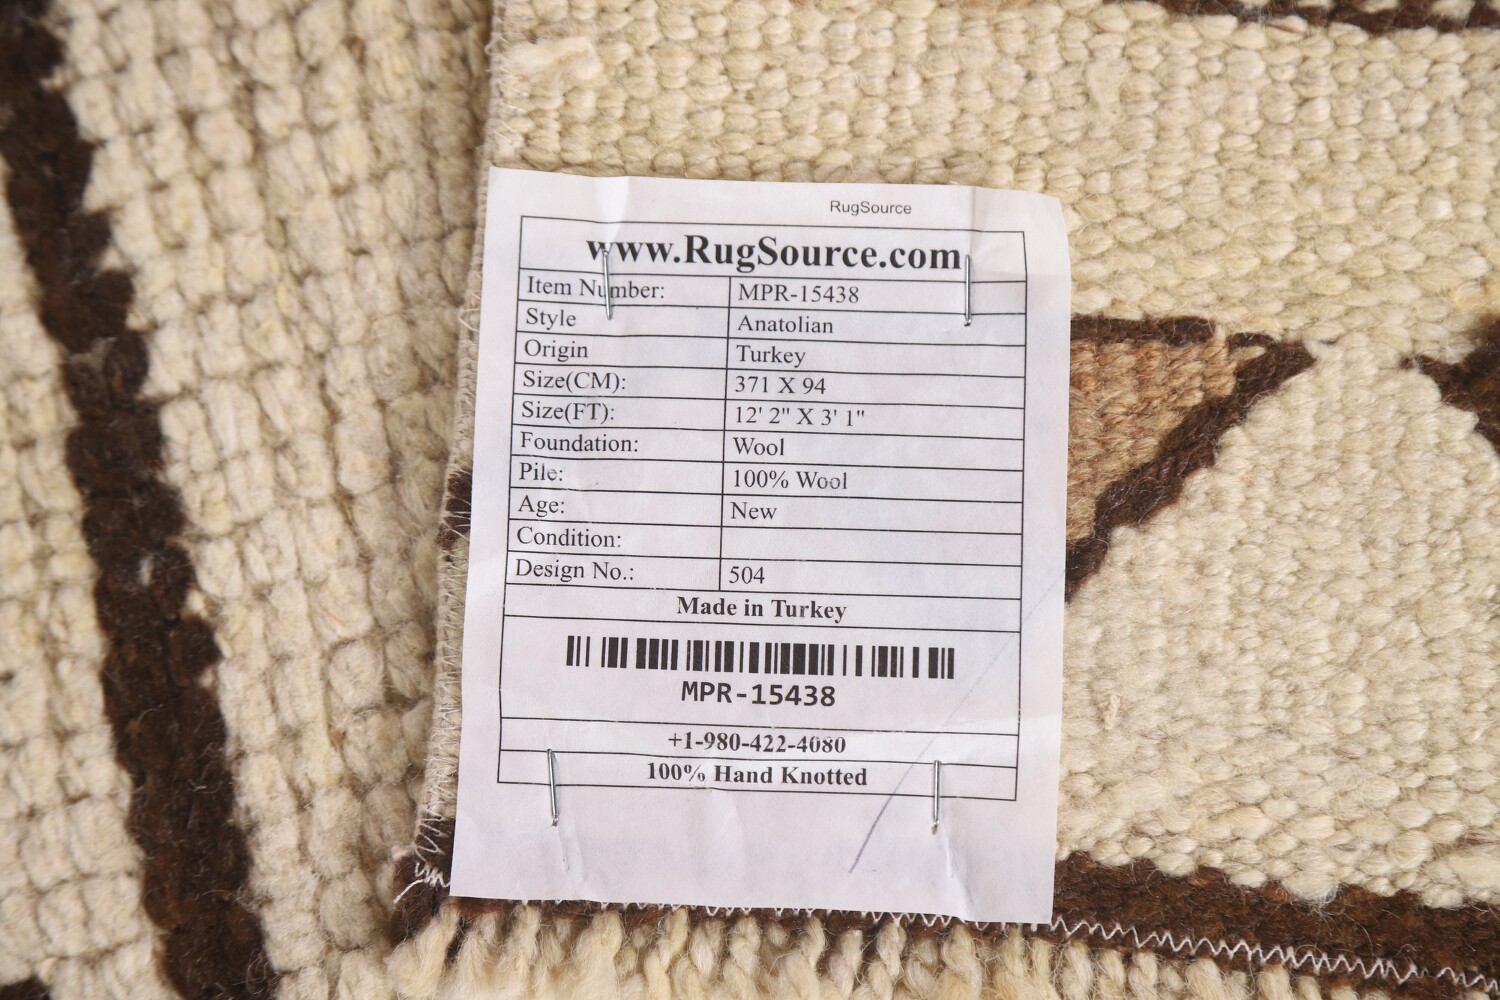 RugSource
www.RugSource.com
Item Number: MPR-15438
Style Anatolian
Origin Turkey
Size(CM): 371 X 94
Size(FT): 12' 2" X 3' 1"
Foundation: Wool
Pile: 100% Wool
Age: New
Condition:
Design No.: 504
Made in Turkey
MPR-15438
+1-980-422-4080
100% Hand Knotted